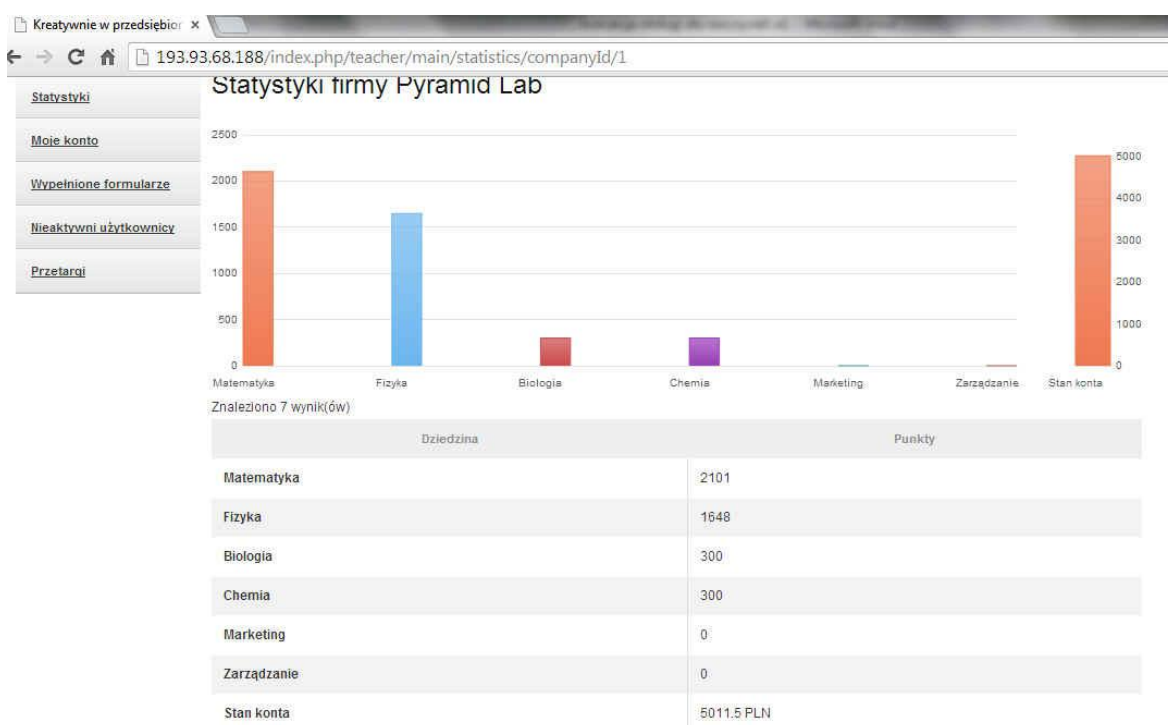 Kreatywnie w przedsiębior ×
193.93.68.188/index.php/teacher/main/statistics/companyId/1
Statystyki
Moje konto
Wypełnione formularze
Nieaktywni użytkownicy
Przetargi
Statystyki firmy Pyramid Lab
2500
2000
1500
1000
500
0
Matematyka Fizyka Biologia Chemia Marketing Zarządzanie
5000
4000
3000
2000
1000
0
Stan konta
Znaleziono 7 wynik(ów)
Dziedzina Punkty
Matematyka 2101
Fizyka 1648
Biologia 300
Chemia 300
Marketing 0
Zarządzanie 0
Stan konta 5011.5 PLN